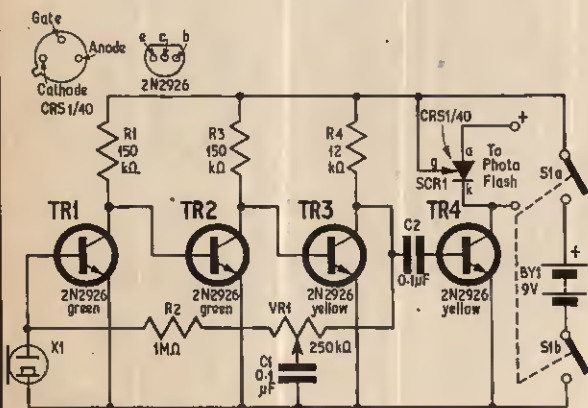 Gate
Anode
Cathode
CRS1/40
e
c
b
2N2926
R1
150
kΩ
R3
150
kΩ
R4
12
kΩ
CRS1/40
a
g
k
SCR1
+
To
Photo
Flash
S1a
TR1
TR2
TR3
TR4
C2
0·1µF
2N2926
green
2N2926
green
2N2926
yellow
2N2926
yellow
+
BY1
9V
S1b
R2
1MΩ
VR1
250kΩ
X1
C1
0·1
µF